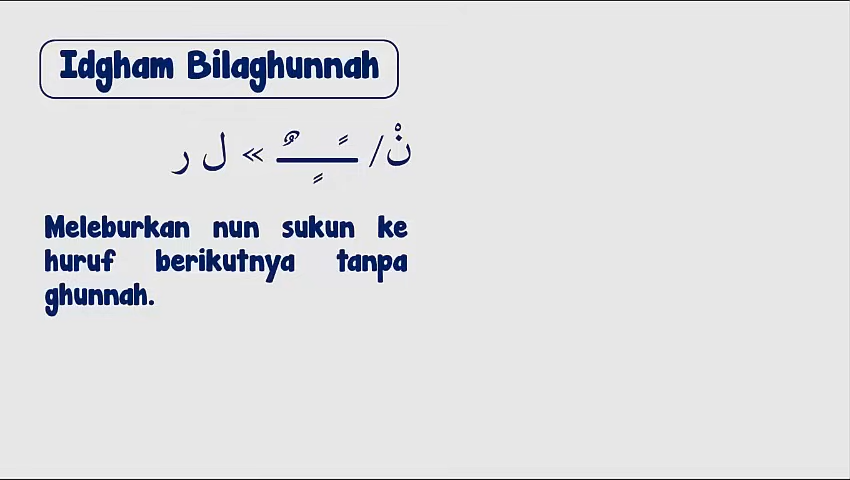 Idgham Bilaghunnah
نْ/ ـًـٍـٌ » ل ر
Meleburkan nun sukun ke
huruf berikutnya tanpa
ghunnah.